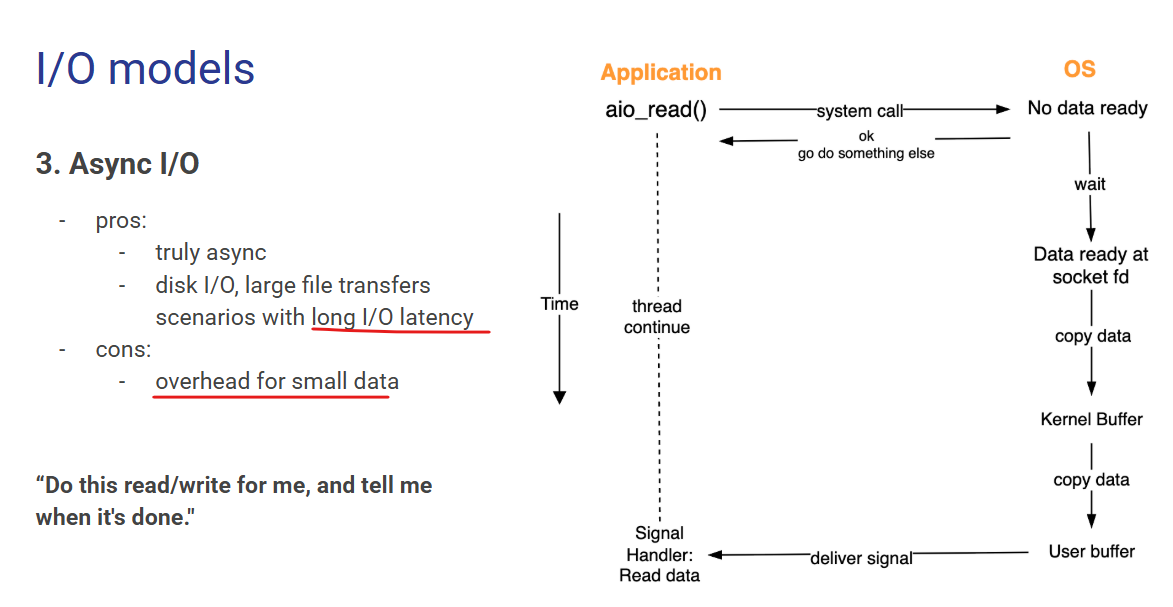 I/O models
3. Async I/O
- pros:
- truly async
- disk I/O, large file transfers
scenarios with long I/O latency
- cons:
- overhead for small data
“Do this read/write for me, and tell me
when it's done."
Time
Application
OS
aio_read()
system call
No data ready
ok
go do something else
wait
Data ready at
socket fd
thread
continue
copy data
Kernel Buffer
copy data
Signal
Handler:
Read data
deliver signal
User buffer